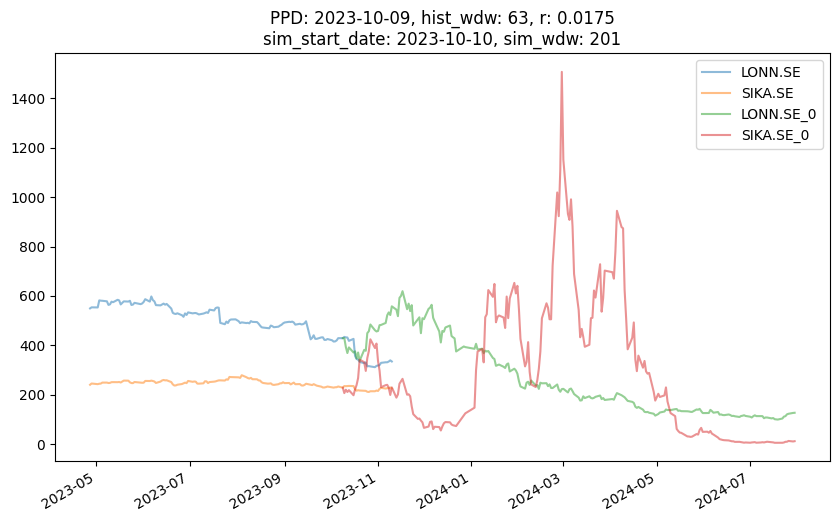 PPD: 2023-10-09, hist_wdw: 63, r: 0.0175
sim_start_date: 2023-10-10, sim_wdw: 201
LONN.SE
SIKA.SE
LONN.SE_0
SIKA.SE_0
1400
1200
1000
800
600
400
200
0
2023-05
2023-07
2023-09
2023-11
2024-01
2024-03
2024-05
2024-07